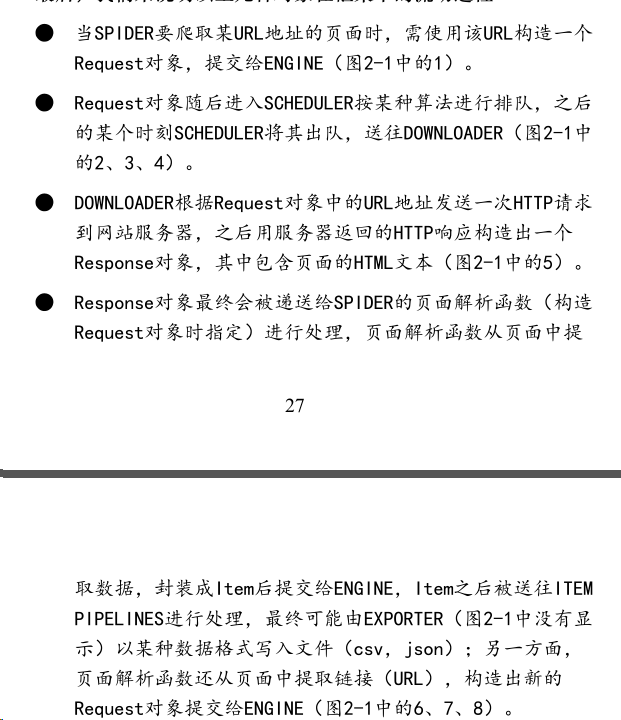 ● 当SPIDER要爬取某URL地址的页面时，需使用该URL构造一个
Request对象，提交给ENGINE（图2-1中的1）。
● Request对象随后进入SCHEDULER按某种算法进行排队，之后
的某个时刻SCHEDULER将其出队，送往DOWNLOADER（图2-1中
的2、3、4）。
● DOWNLOADER根据Request对象中的URL地址发送一次HTTP请求
到网站服务器，之后用服务器返回的HTTP响应构造出一个
Response对象，其中包含页面的HTML文本（图2-1中的5）。
● Response对象最终会被递送给SPIDER的页面解析函数（构造
Request对象时指定）进行处理，页面解析函数从页面中提
27
取数据，封装成Item后提交给ENGINE，Item之后被送往ITEM
PIPELINES进行处理，最终可能由EXPORTER（图2-1中没有显
示）以某种数据格式写入文件（csv，json）；另一方面，
页面解析函数还从页面中提取链接（URL），构造出新的
Request对象提交给ENGINE（图2-1中的6、7、8）。